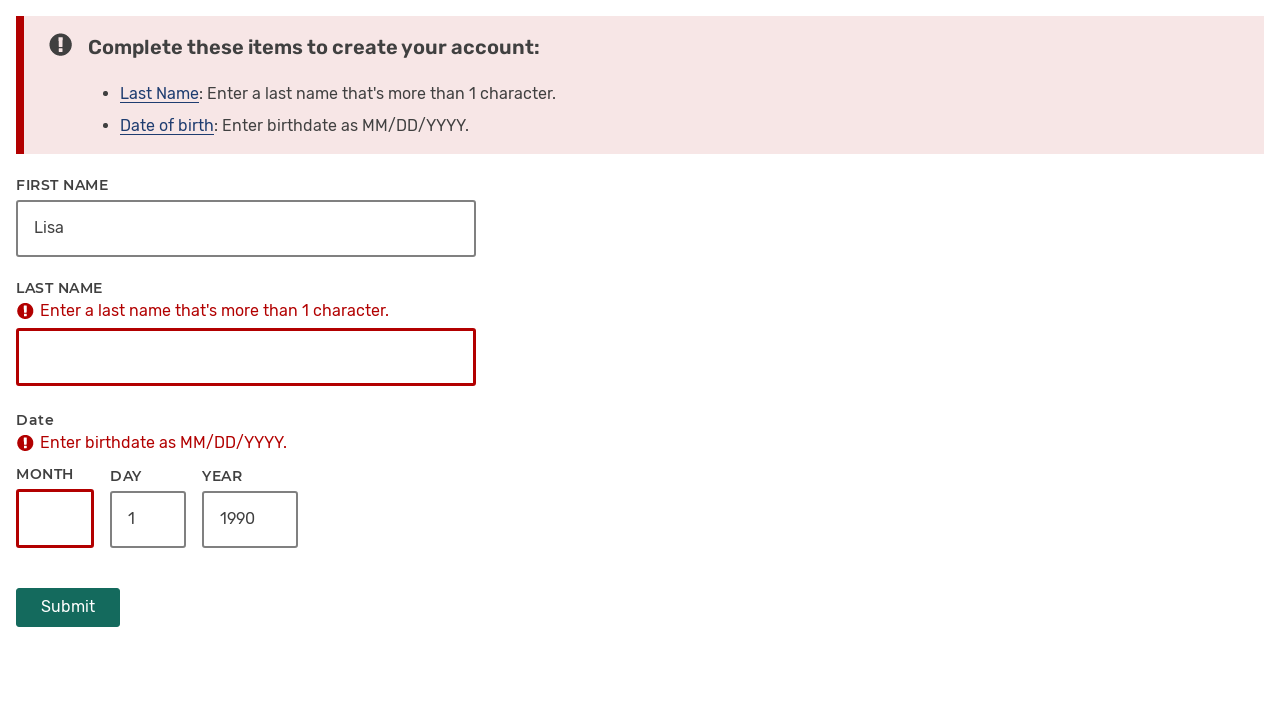 Complete these items to create your account:
Last Name: Enter a last name that's more than 1 character.
Date of birth: Enter birthdate as MM/DD/YYYY.
FIRST NAME
Lisa
LAST NAME
Enter a last name that's more than 1 character.
Date
Enter birthdate as MM/DD/YYYY.
MONTH DAY YEAR
1 1990
Submit